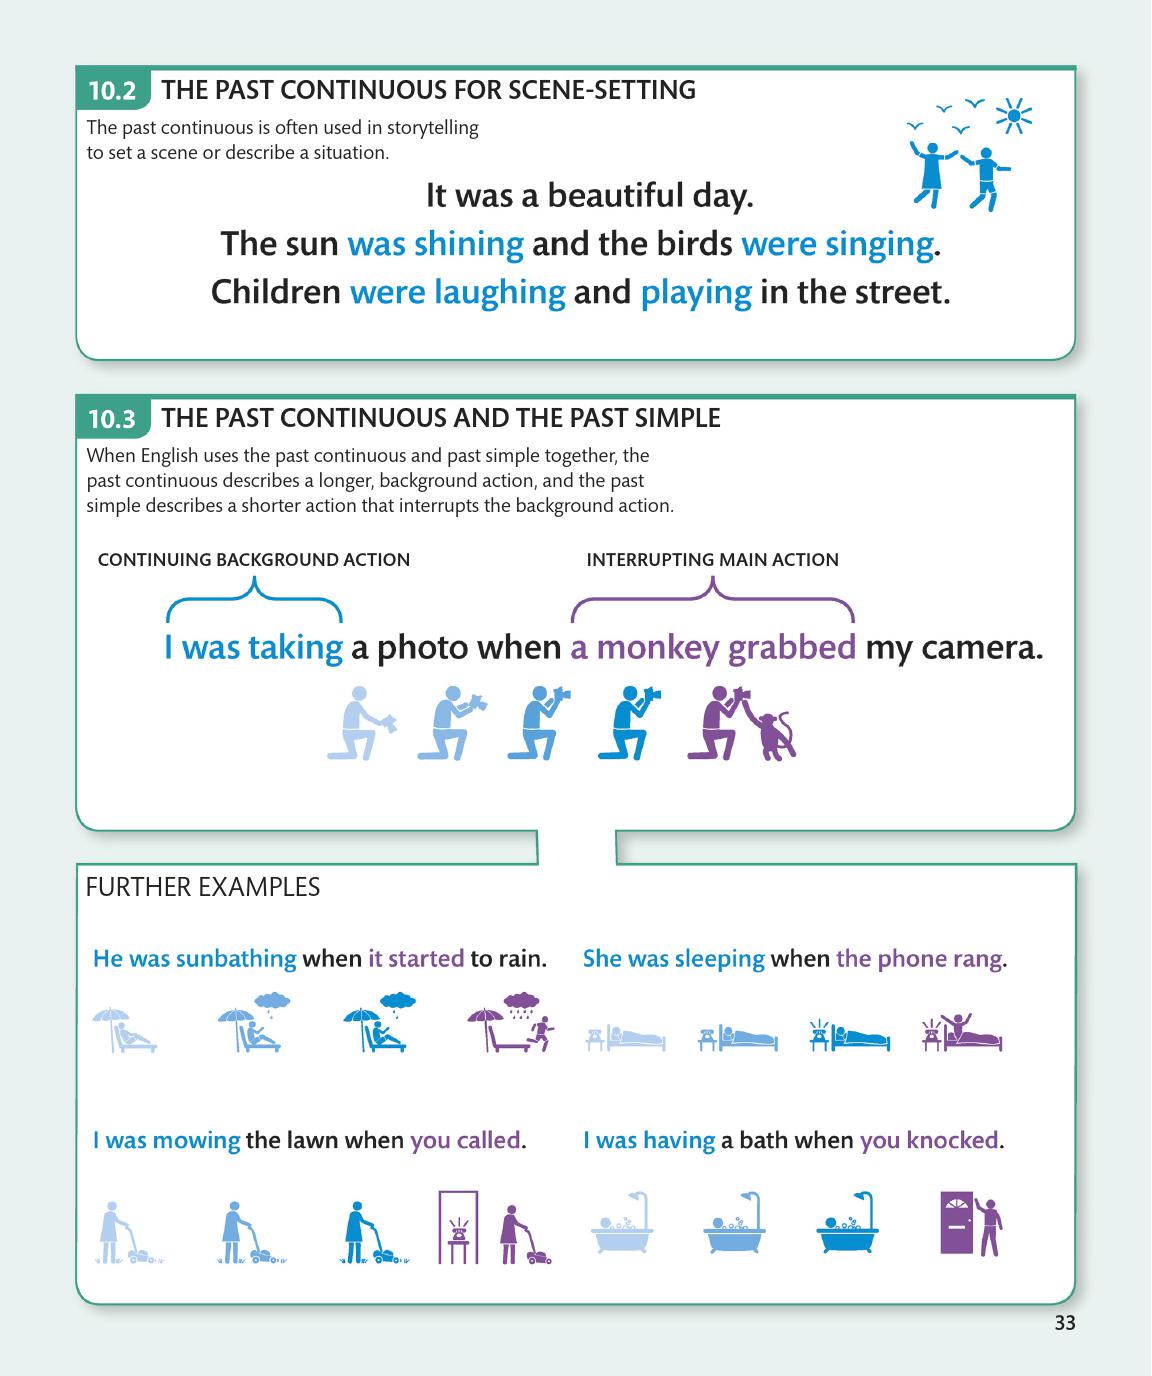 10.2 THE PAST CONTINUOUS FOR SCENE-SETTING
The past continuous is often used in storytelling
to set a scene or describe a situation.
It was a beautiful day.
The sun was shining and the birds were singing.
Children were laughing and playing in the street.
10.3 THE PAST CONTINUOUS AND THE PAST SIMPLE
When English uses the past continuous and past simple together, the
past continuous describes a longer, background action, and the past
simple describes a shorter action that interrupts the background action.
CONTINUING BACKGROUND ACTION
INTERRUPTING MAIN ACTION
I was taking a photo when a monkey grabbed my camera.
FURTHER EXAMPLES
He was sunbathing when it started to rain.
She was sleeping when the phone rang.
I was mowing the lawn when you called.
I was having a bath when you knocked.
33